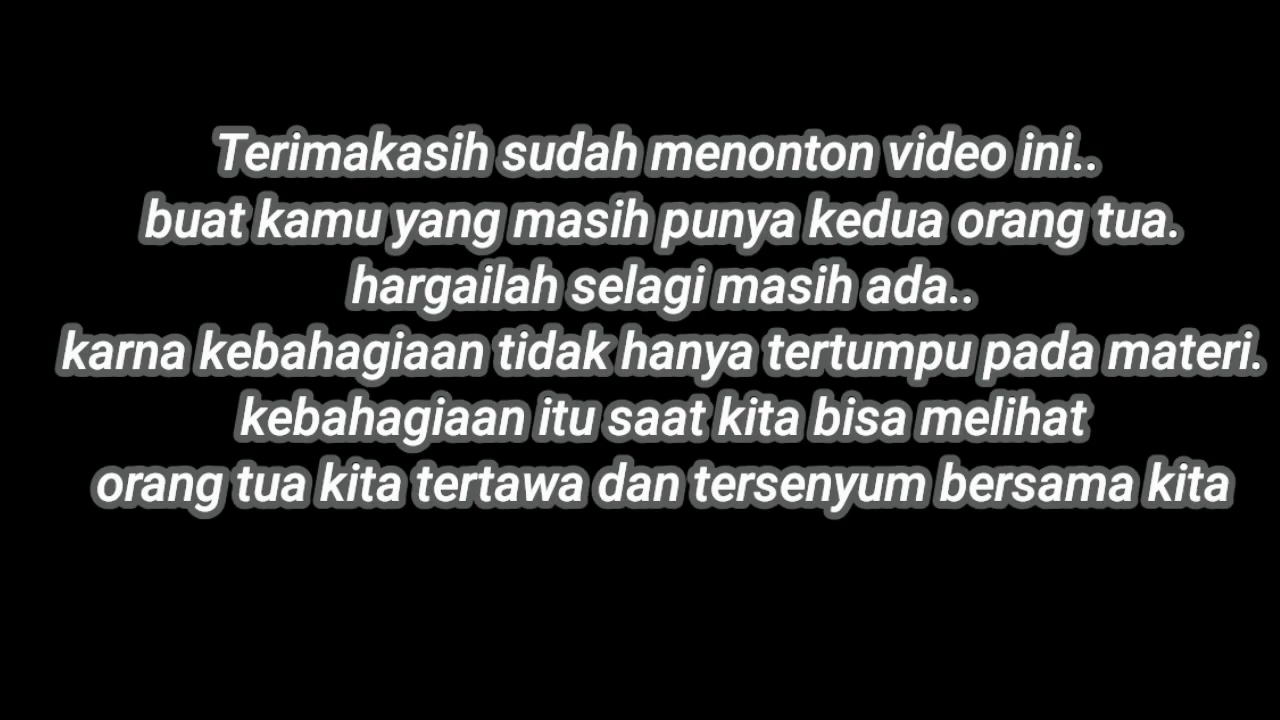 Terimakasih sudah menonton video ini..
buat kamu yang masih punya kedua orang tua.
hargailah selagi masih ada..
karna kebahagiaan tidak hanya tertumpu pada materi.
kebahagiaan itu saat kita bisa melihat
orang tua kita tertawa dan tersenyum bersama kita